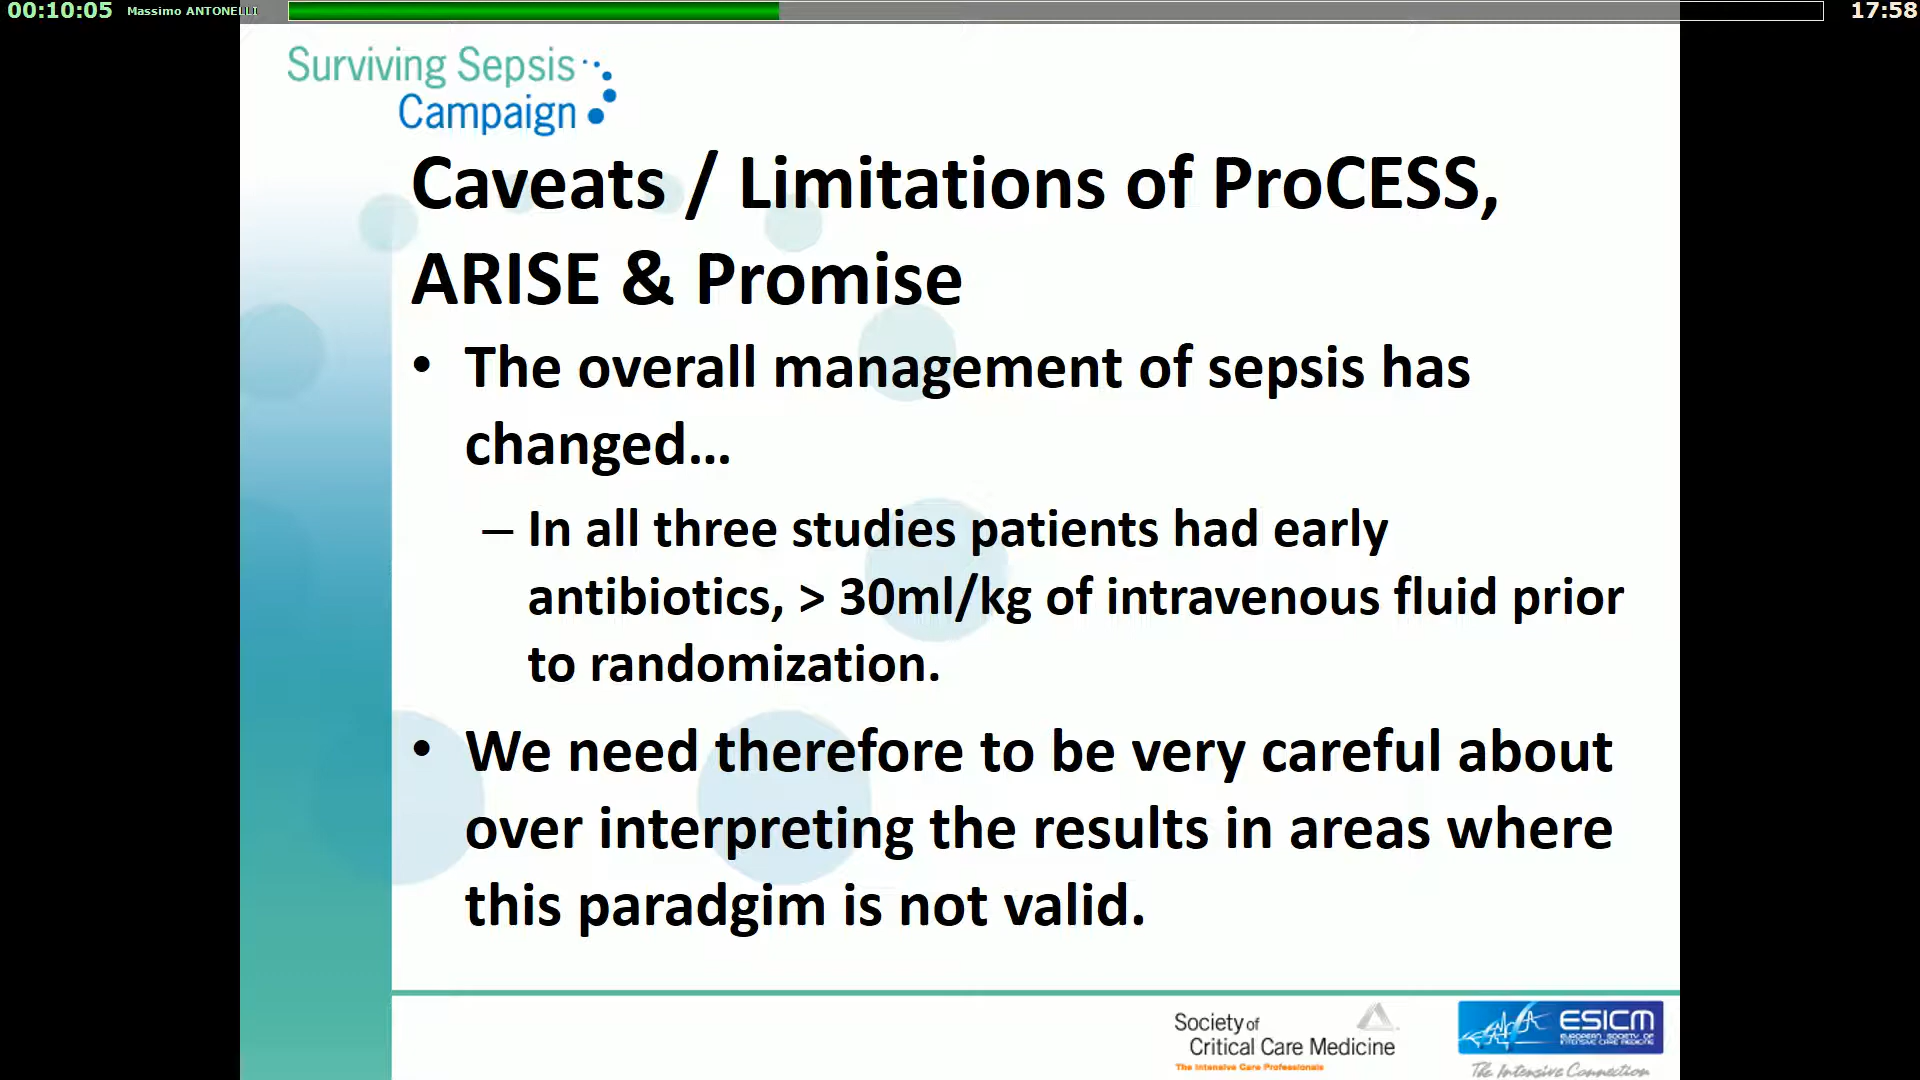 00:10:05 Massimo ANTONELLI 17:58
Surviving Sepsis
Campaign
Caveats / Limitations of ProCESS,
ARISE & Promise
• The overall management of sepsis has
changed...
– In all three studies patients had early
antibiotics, > 30ml/kg of intravenous fluid prior
to randomization.
• We need therefore to be very careful about
over interpreting the results in areas where
this paradgim is not valid.
Society of
Critical Care Medicine
The Intensive Care Professionals
ESICM
EUROPEAN SOCIETY OF
INTENSIVE CARE MEDICINE
The Intensive Connection